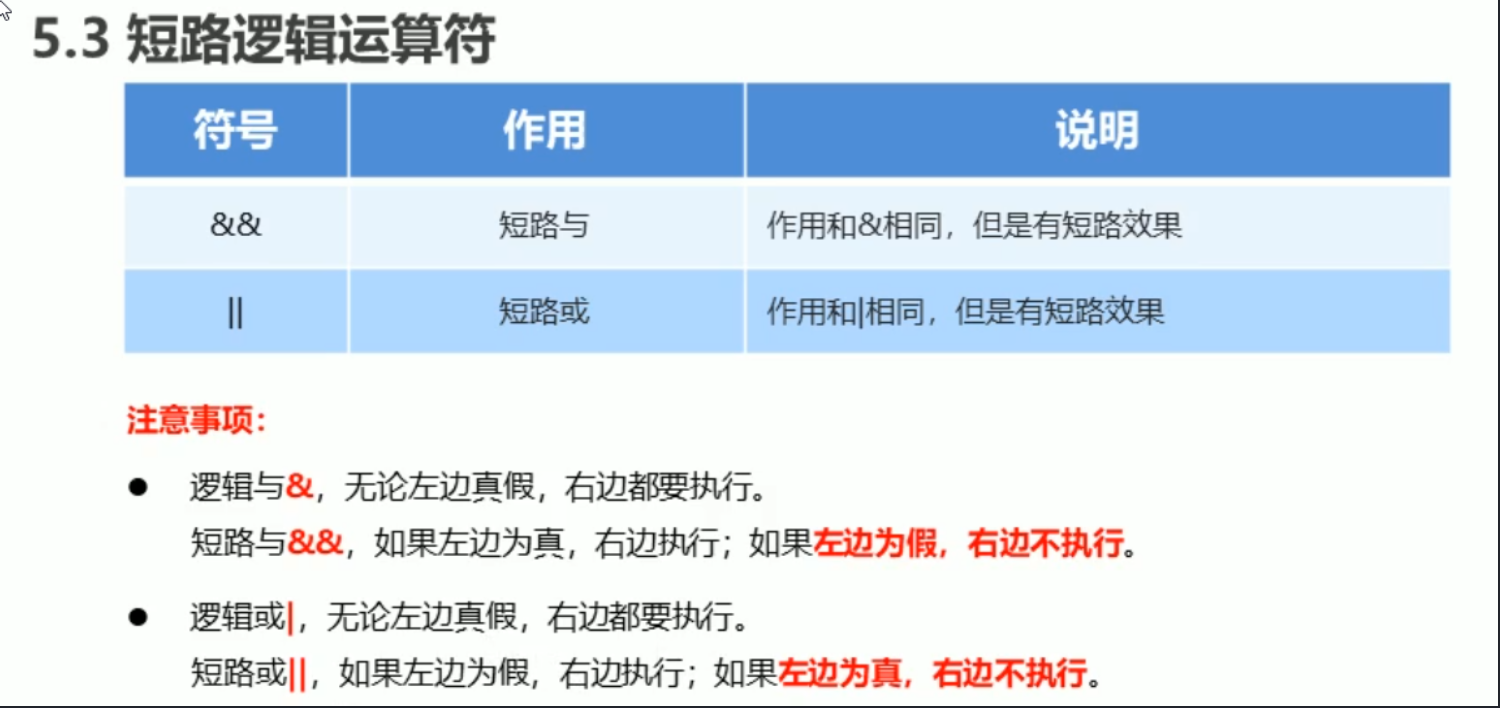 5.3 短路逻辑运算符
符号 作用 说明
&& 短路与 作用和&相同，但是有短路效果
|| 短路或 作用和|相同，但是有短路效果
注意事项：
● 逻辑与&，无论左边真假，右边都要执行。
短路与&&，如果左边为真，右边执行；如果左边为假，右边不执行。
● 逻辑或|，无论左边真假，右边都要执行。
短路或||，如果左边为假，右边执行；如果左边为真，右边不执行。